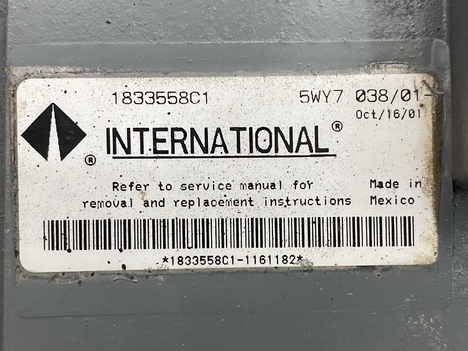 1833558C1 5WY7 038/01-
Oct/16/01
® INTERNATIONAL®
Refer to service manual for Made in
removal and replacement instructions Mexico
*1833558C1-1161182*